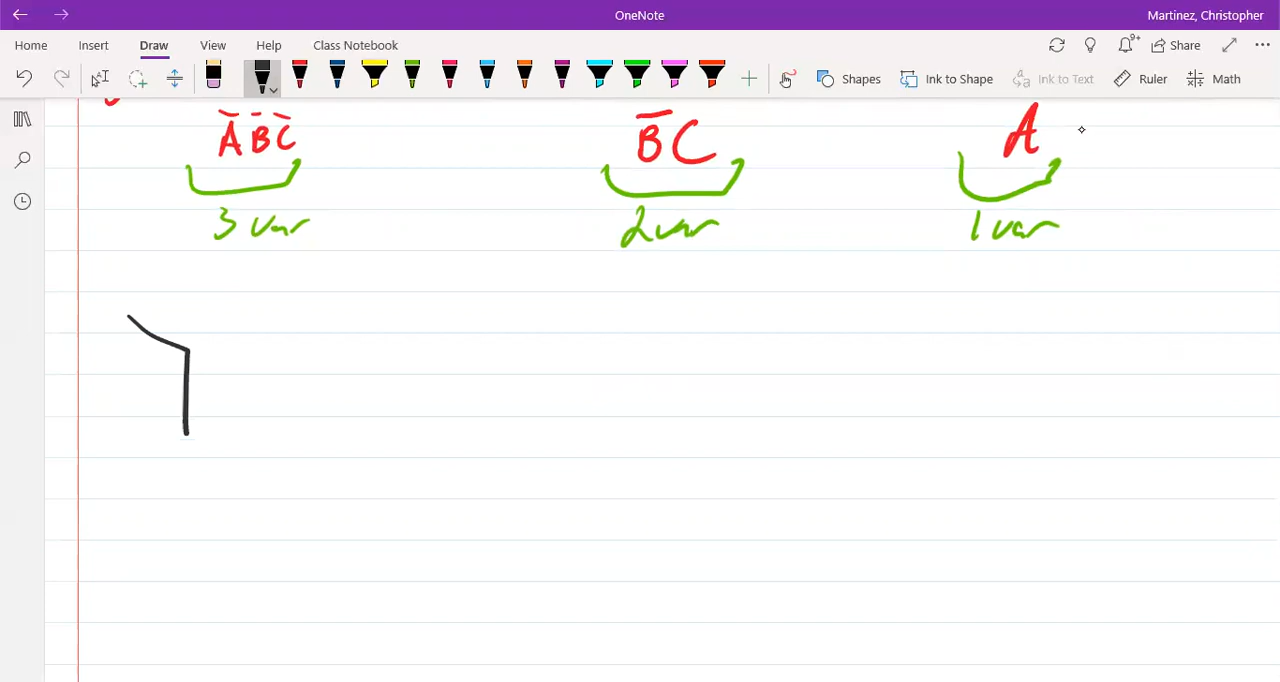 OneNote
Martínez, Christopher
Home Insert Draw View Help Class Notebook Share
Shapes Ink to Shape Ink to Text Ruler Math
A̅ B̅ C̅ B̅ C A
3 var 2 var 1 var